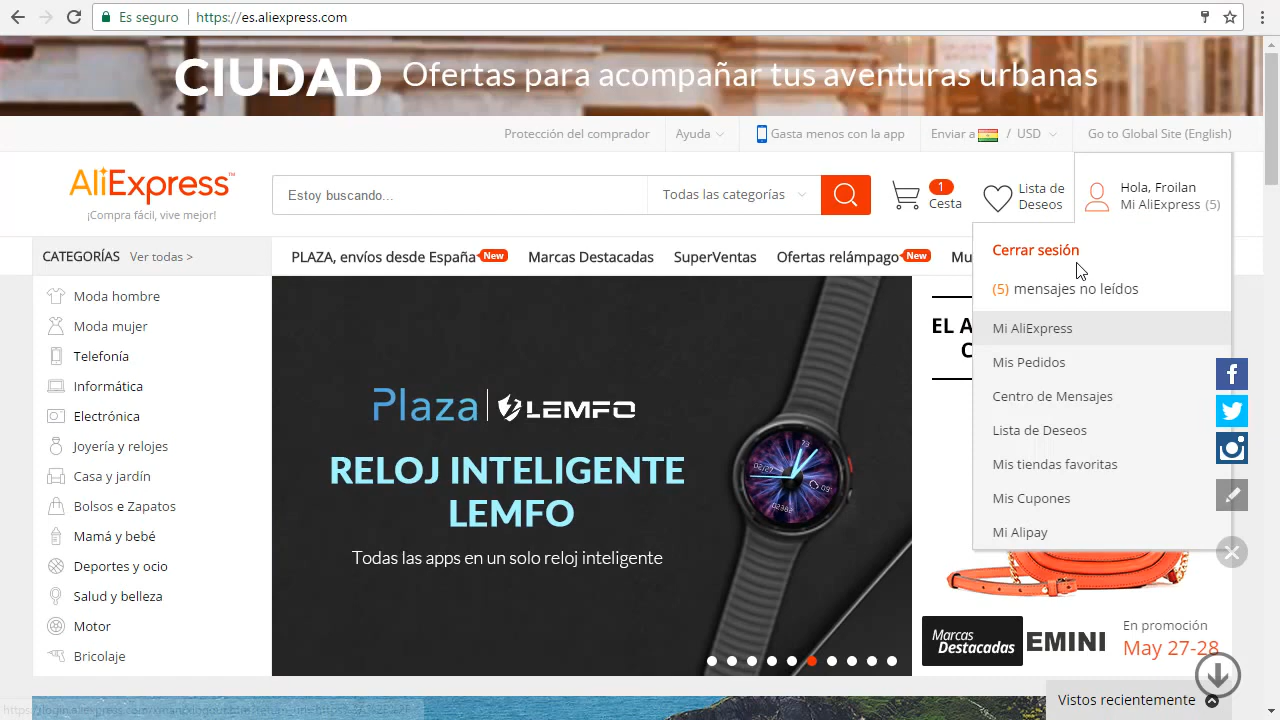 Es seguro
https://es.aliexpress.com
CIUDAD Ofertas para acompañar tus aventuras urbanas
Protección del comprador
Ayuda
Gasta menos con la app
Enviar a / USD
Go to Global Site (English)
AliExpress™
¡Compra fácil, vive mejor!
Estoy buscando...
Todas las categorías
1
Cesta
Lista de
Deseos
Hola, Froilan
Mi AliExpress (5)
CATEGORÍAS Ver todas >
PLAZA, envíos desde España New
Marcas Destacadas
SuperVentas
Ofertas relámpago New
Mu
Cerrar sesión
(5) mensajes no leídos
Mi AliExpress
Mis Pedidos
Centro de Mensajes
Lista de Deseos
Mis tiendas favoritas
Mis Cupones
Mi Alipay
Moda hombre
Moda mujer
Telefonía
Informática
Electrónica
Joyería y relojes
Casa y jardín
Bolsos e Zapatos
Mamá y bebé
Deportes y ocio
Salud y belleza
Motor
Bricolaje
Plaza LEMFO
RELOJ INTELIGENTE
LEMFO
Todas las apps en un solo reloj inteligente
EL A
C
Marcas
Destacadas
EMINI
En promoción
May 27-28
Vistos recientemente